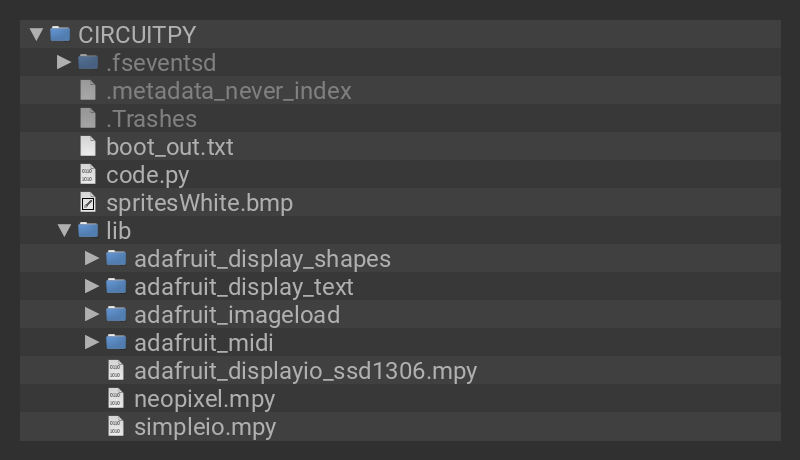 CIRCUITPY
.fseventsd
.metadata_never_index
.Trashes
boot_out.txt
code.py
spritesWhite.bmp
lib
adafruit_display_shapes
adafruit_display_text
adafruit_imageload
adafruit_midi
adafruit_displayio_ssd1306.mpy
neopixel.mpy
simpleio.mpy